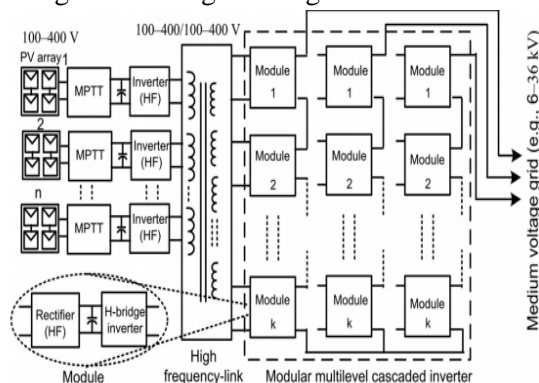 100–400 V
100–400/100–400 V
PV array 1
MPTT
Inverter
(HF)
2
MPTT
Inverter
(HF)
n
MPTT
Inverter
(HF)
Module
1
Module
1
Module
1
Module
2
Module
2
Module
2
Module
k
Module
k
Module
k
Medium voltage grid (e.g., 6–36 kV)
Rectifier
(HF)
H-bridge
inverter
Module
High
frequency-link
Modular multilevel cascaded inverter